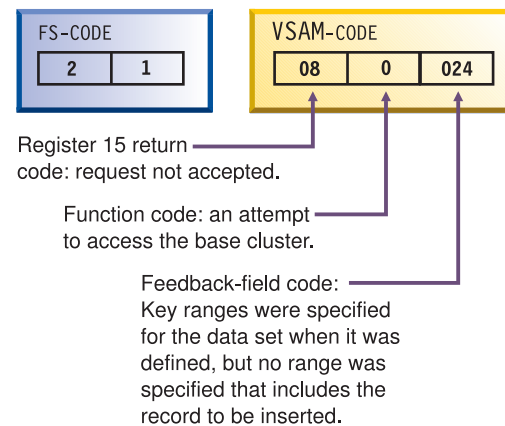 FS-CODE
2 1
VSAM-CODE
08 0 024
Register 15 return
code: request not accepted.
Function code: an attempt
to access the base cluster.
Feedback-field code:
Key ranges were specified
for the data set when it was
defined, but no range was
specified that includes the
record to be inserted.